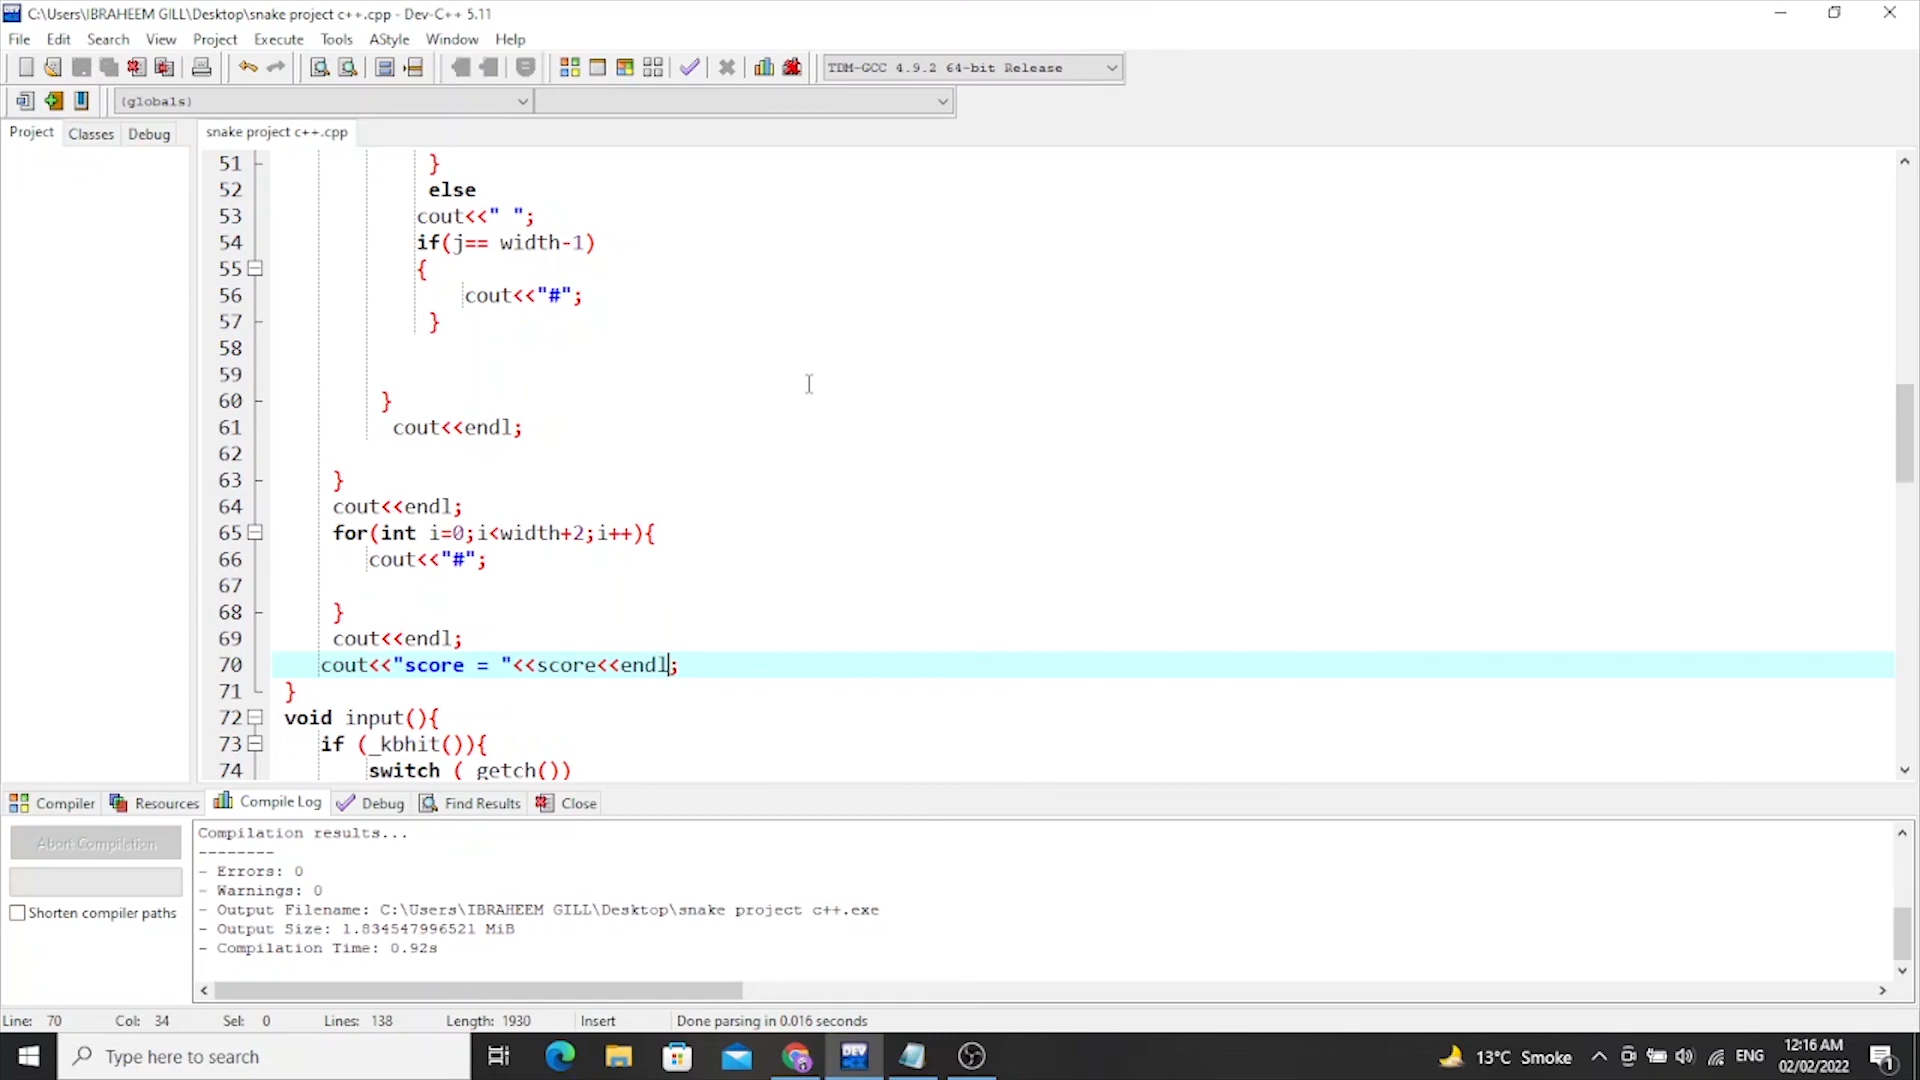 C:\Users\IBRAHEEM GILL\Desktop\snake project c++.cpp - Dev-C++ 5.11
File Edit Search View Project Execute Tools AStyle Window Help
TDM-GCC 4.9.2 64-bit Release
(globals)
Project Classes Debug snake project c++.cpp
51 }
52 else
53 cout<<" ";
54 if(j== width-1)
55 {
56 cout<<"#";
57 }
58
59
60 }
61 cout<<endl;
62
63 }
64 cout<<endl;
65 for(int i=0;i<width+2;i++){
66 cout<<"#";
67
68 }
69 cout<<endl;
70 cout<<"score = "<<score<<endl;
71 }
72 void input(){
73 if (_kbhit()){
74 switch (_getch())
Compiler Resources Compile Log Debug Find Results Close
Abort Compilation
Shorten compiler paths
Compilation results...
--------
- Errors: 0
- Warnings: 0
- Output Filename: C:\Users\IBRAHEEM GILL\Desktop\snake project c++.exe
- Output Size: 1.834547996521 MiB
- Compilation Time: 0.92s
Line: 70 Col: 34 Sel: 0 Lines: 138 Length: 1930 Insert Done parsing in 0.016 seconds
Type here to search
DEV
13°C Smoke
ENG
12:16 AM
02/02/2022
1